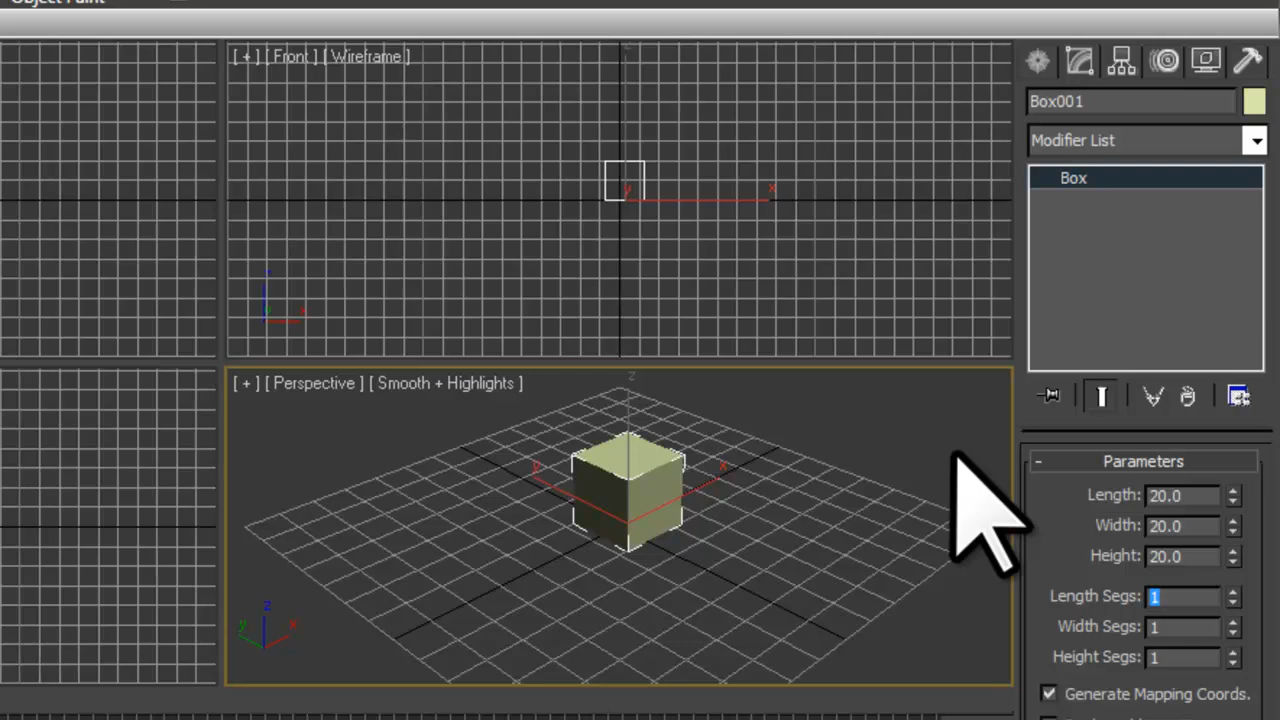 Object Paint
[ + ] [ Front ] [ Wireframe ]
y
x
x
Box001
Modifier List
Box
[ + ] [ Perspective ] [ Smooth + Highlights ]
z
y
x
z
y
x
Parameters
Length: 20.0
Width: 20.0
Height: 20.0
Length Segs: 1
Width Segs: 1
Height Segs: 1
Generate Mapping Coords.